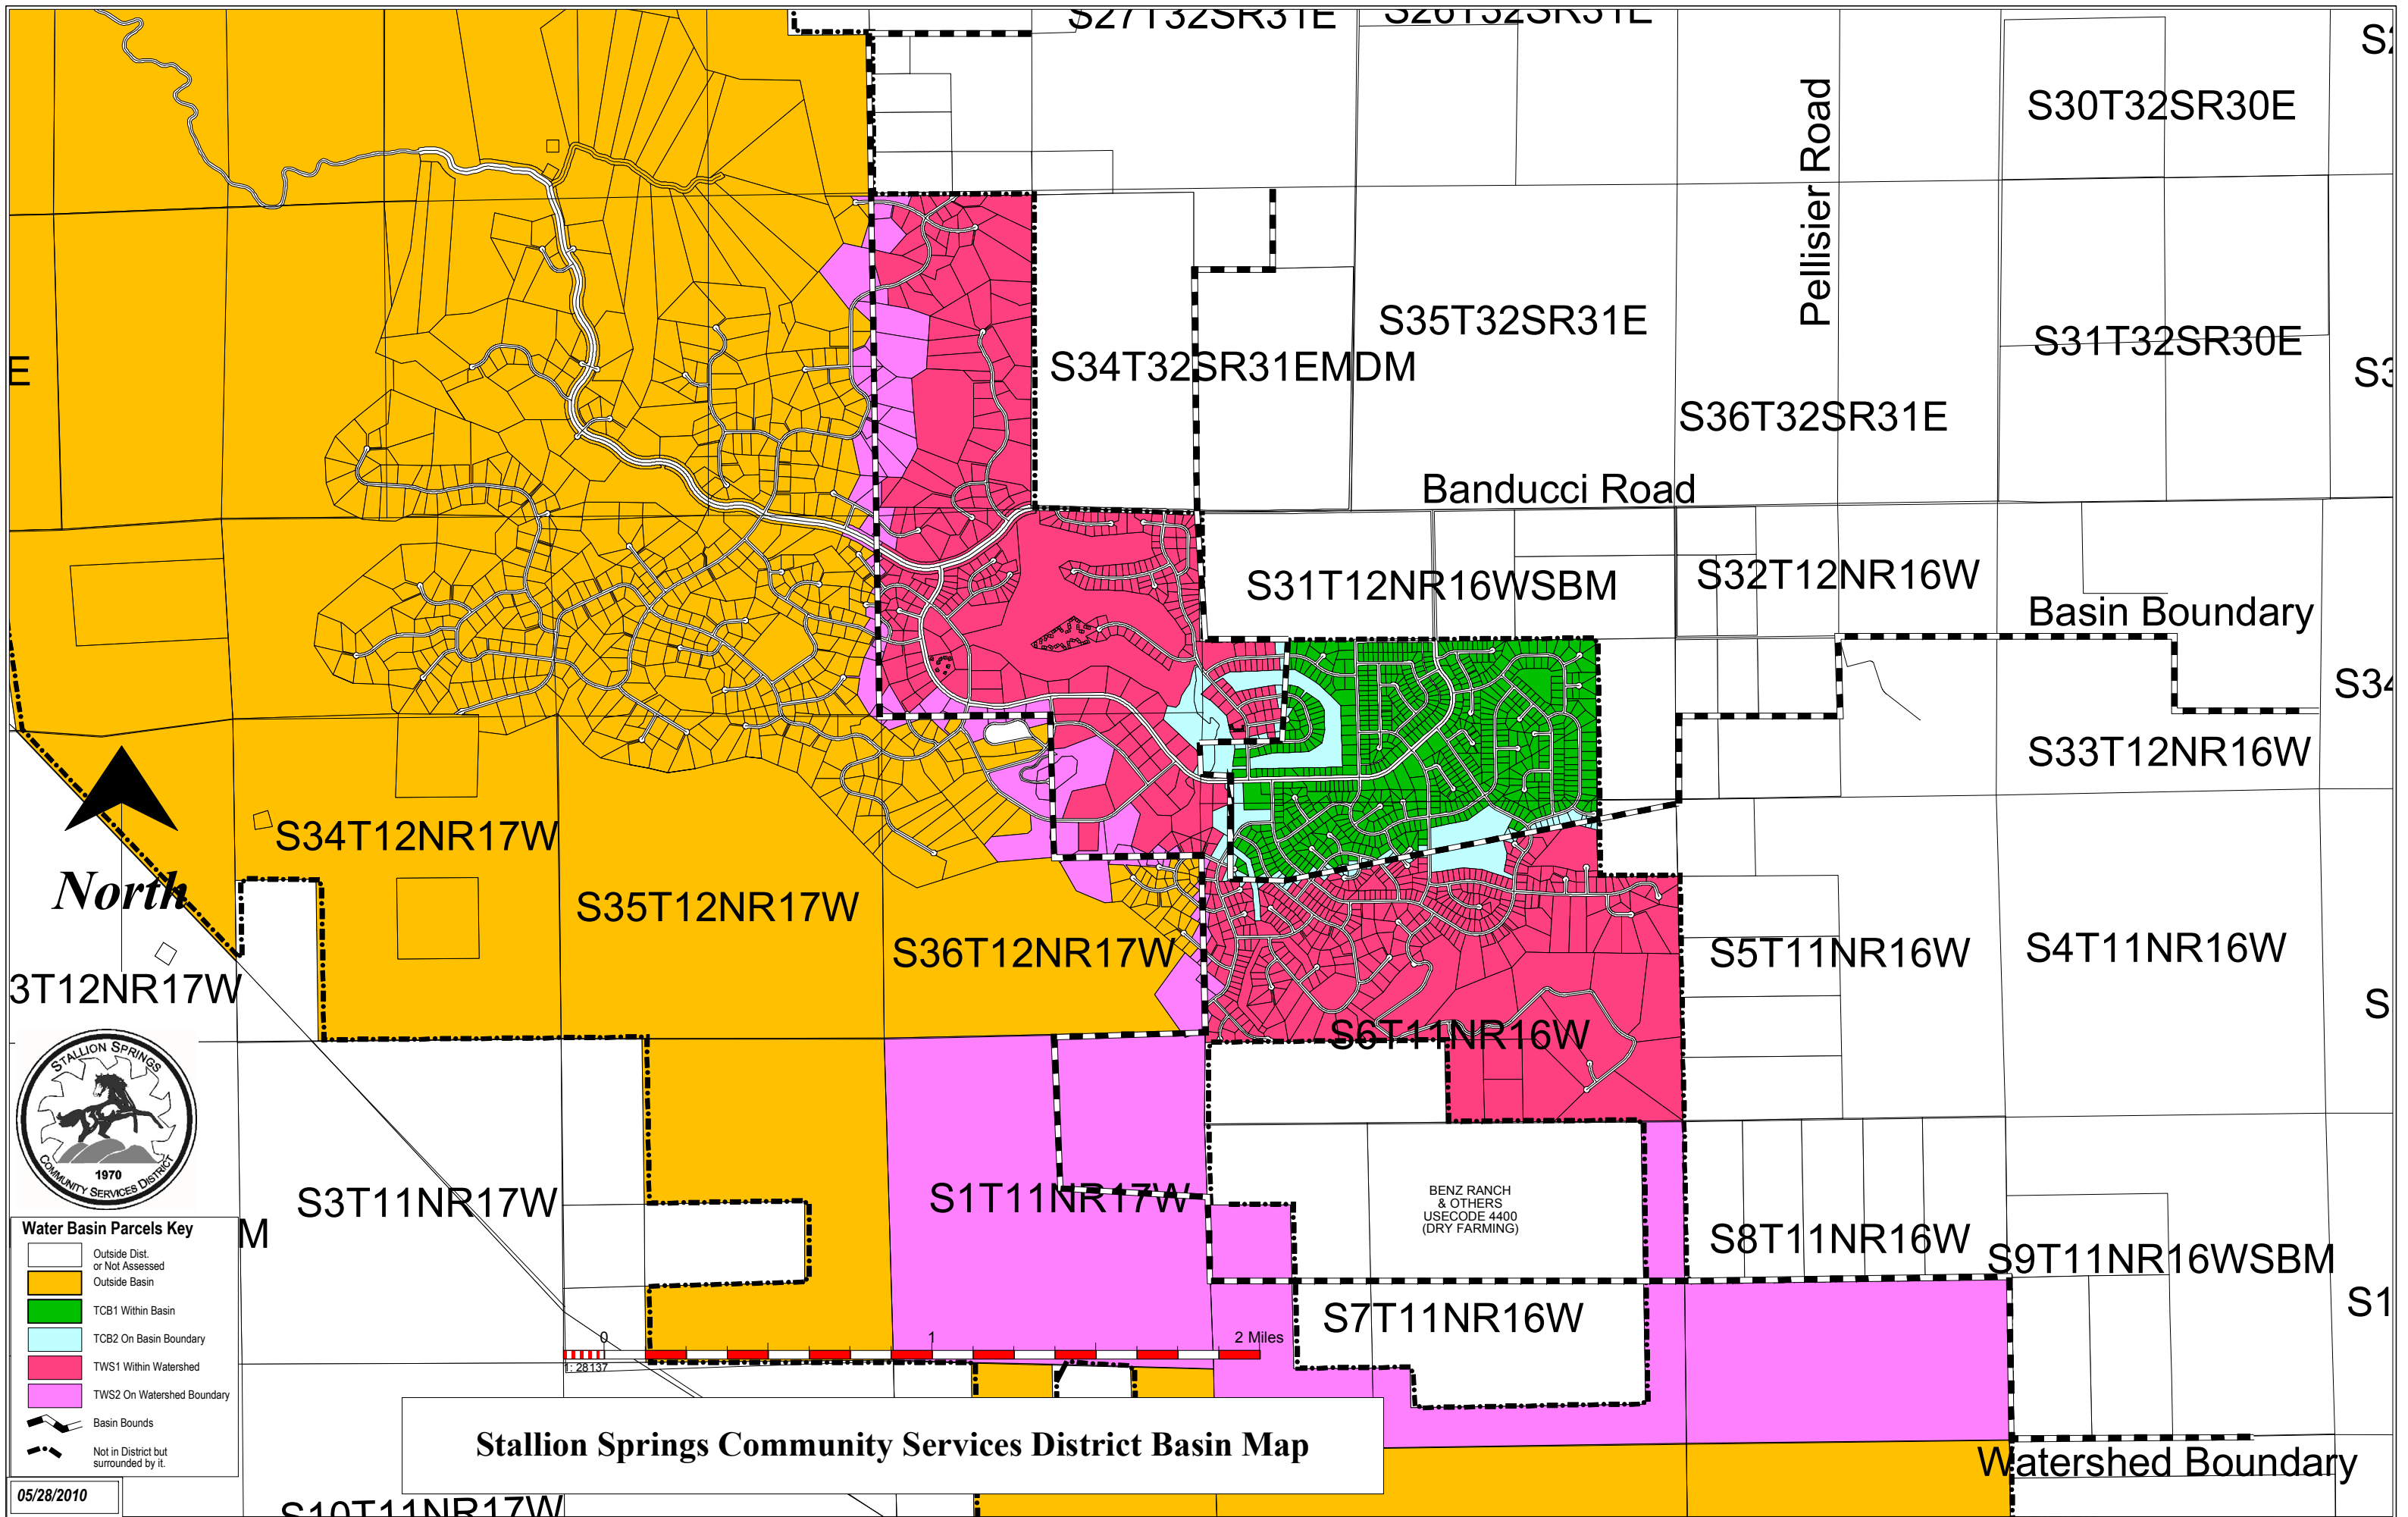 S27T32SR31E
S26T32SR31E
S30T32SR30E
Pellisier Road
S35T32SR31E
S31T32SR30E
E
S34T32SR31EMDM
S36T32SR31E
Banducci Road
S31T12NR16WSBM
S32T12NR16W
Basin Boundary
S34
S33T12NR16W
S34T12NR17W
North
S35T12NR17W
S36T12NR17W
S5T11NR16W
S4T11NR16W
3T12NR17W
S
S6T11NR16W
STALLION SPRINGS
1970
COMMUNITY SERVICES DISTRICT
S3T11NR17W
S1T11NR17W
BENZ RANCH
& OTHERS
USECODE 4400
(DRY FARMING)
S8T11NR16W
S9T11NR16WSBM
M
S7T11NR16W
S1
Water Basin Parcels Key
Outside Dist.
or Not Assessed
Outside Basin
TCB1 Within Basin
TCB2 On Basin Boundary
TWS1 Within Watershed
TWS2 On Watershed Boundary
Basin Bounds
Not in District but
surrounded by it.
0 1 2 Miles
1: 28137
Stallion Springs Community Services District Basin Map
Watershed Boundary
05/28/2010
S10T11NR17W